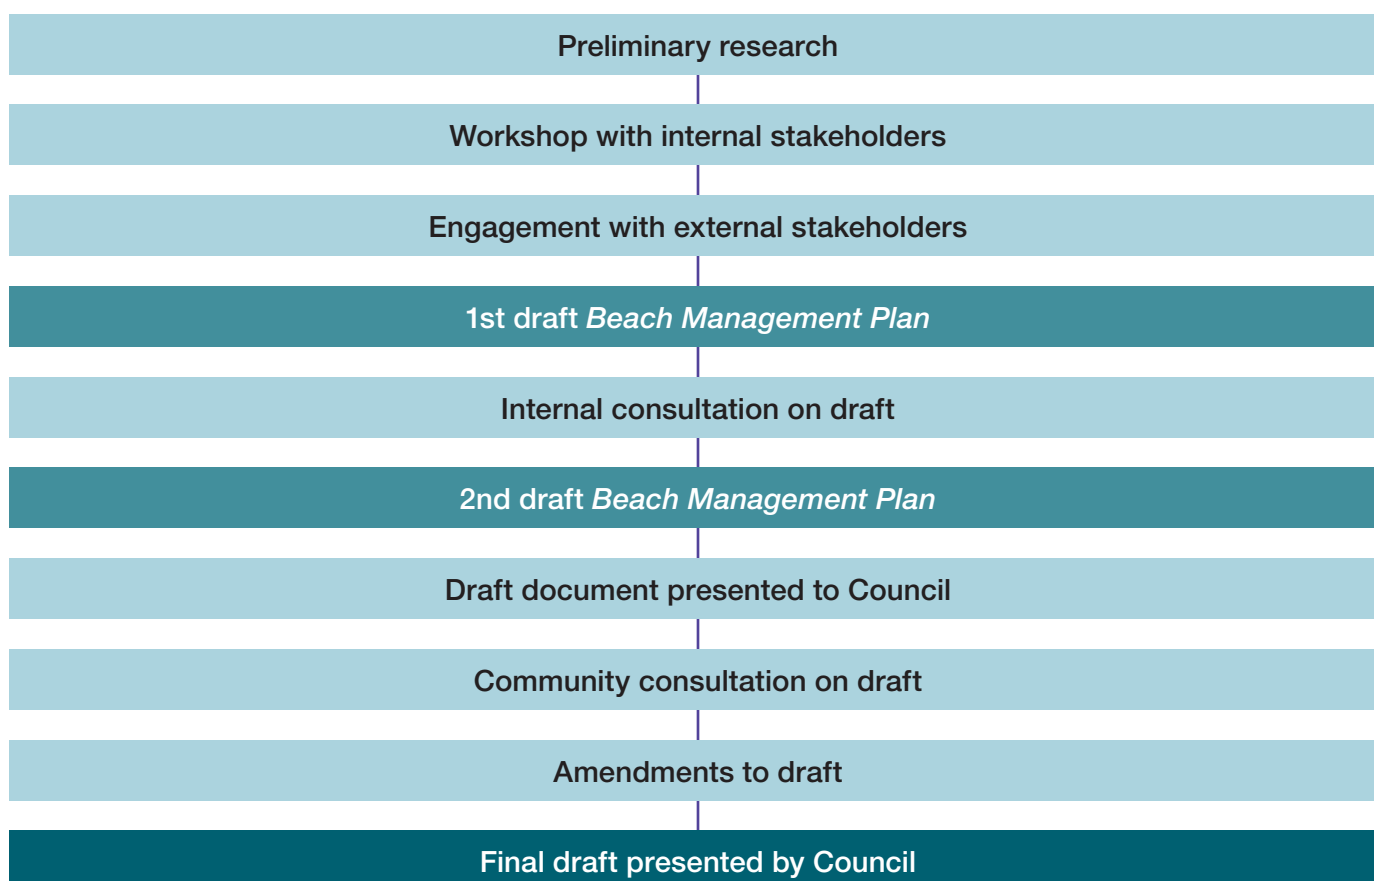 Preliminary research
Workshop with internal stakeholders
Engagement with external stakeholders
1st draft Beach Management Plan
Internal consultation on draft
2nd draft Beach Management Plan
Draft document presented to Council
Community consultation on draft
Amendments to draft
Final draft presented by Council